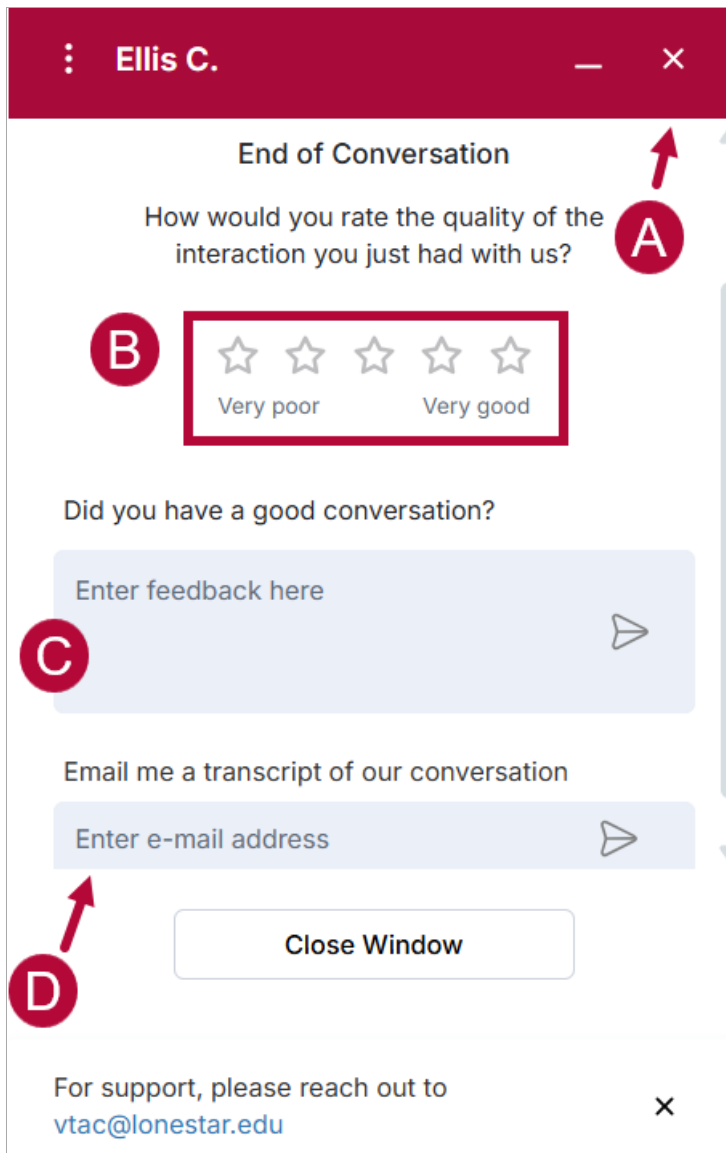 Ellis C.
End of Conversation
How would you rate the quality of the
interaction you just had with us?
A
B
Very poor Very good
Did you have a good conversation?
Enter feedback here
C
Email me a transcript of our conversation
Enter e-mail address
Close Window
D
For support, please reach out to
vtac@lonestar.edu